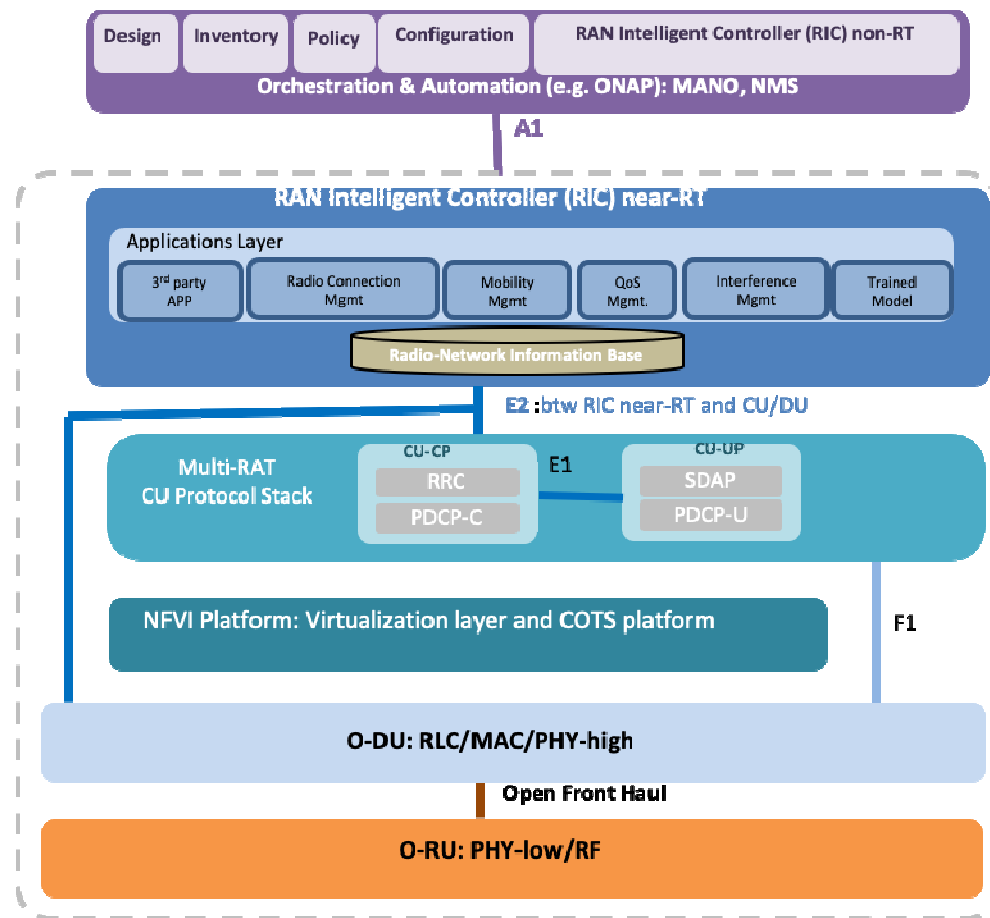 Design
Inventory
Policy
Configuration
RAN Intelligent Controller (RIC) non-RT
Orchestration & Automation (e.g. ONAP): MANO, NMS
A1
RAN Intelligent Controller (RIC) near-RT
Applications Layer
3rd party
APP
Radio Connection
Mgmt
Mobility
Mgmt
QoS
Mgmt.
Interference
Mgmt
Trained
Model
Radio-Network Information Base
E2 :btw RIC near-RT and CU/DU
Multi-RAT
CU Protocol Stack
CU-CP
RRC
PDCP-C
E1
CU-UP
SDAP
PDCP-U
NFVI Platform: Virtualization layer and COTS platform
F1
O-DU: RLC/MAC/PHY-high
Open Front Haul
O-RU: PHY-low/RF